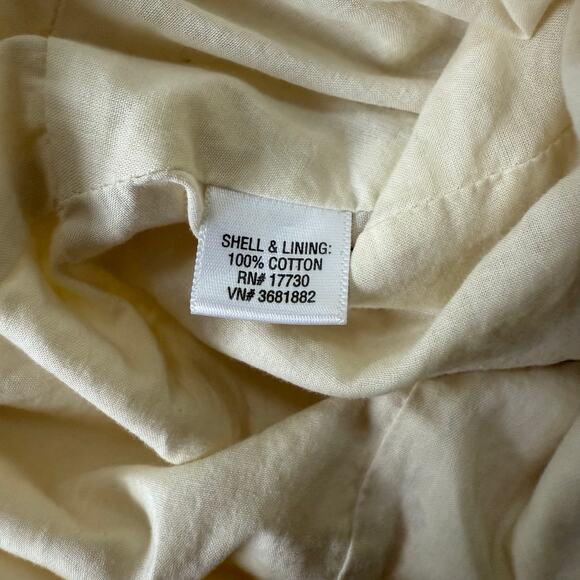 SHELL & LINING:
100% COTTON
RN# 17730
VN# 3681882